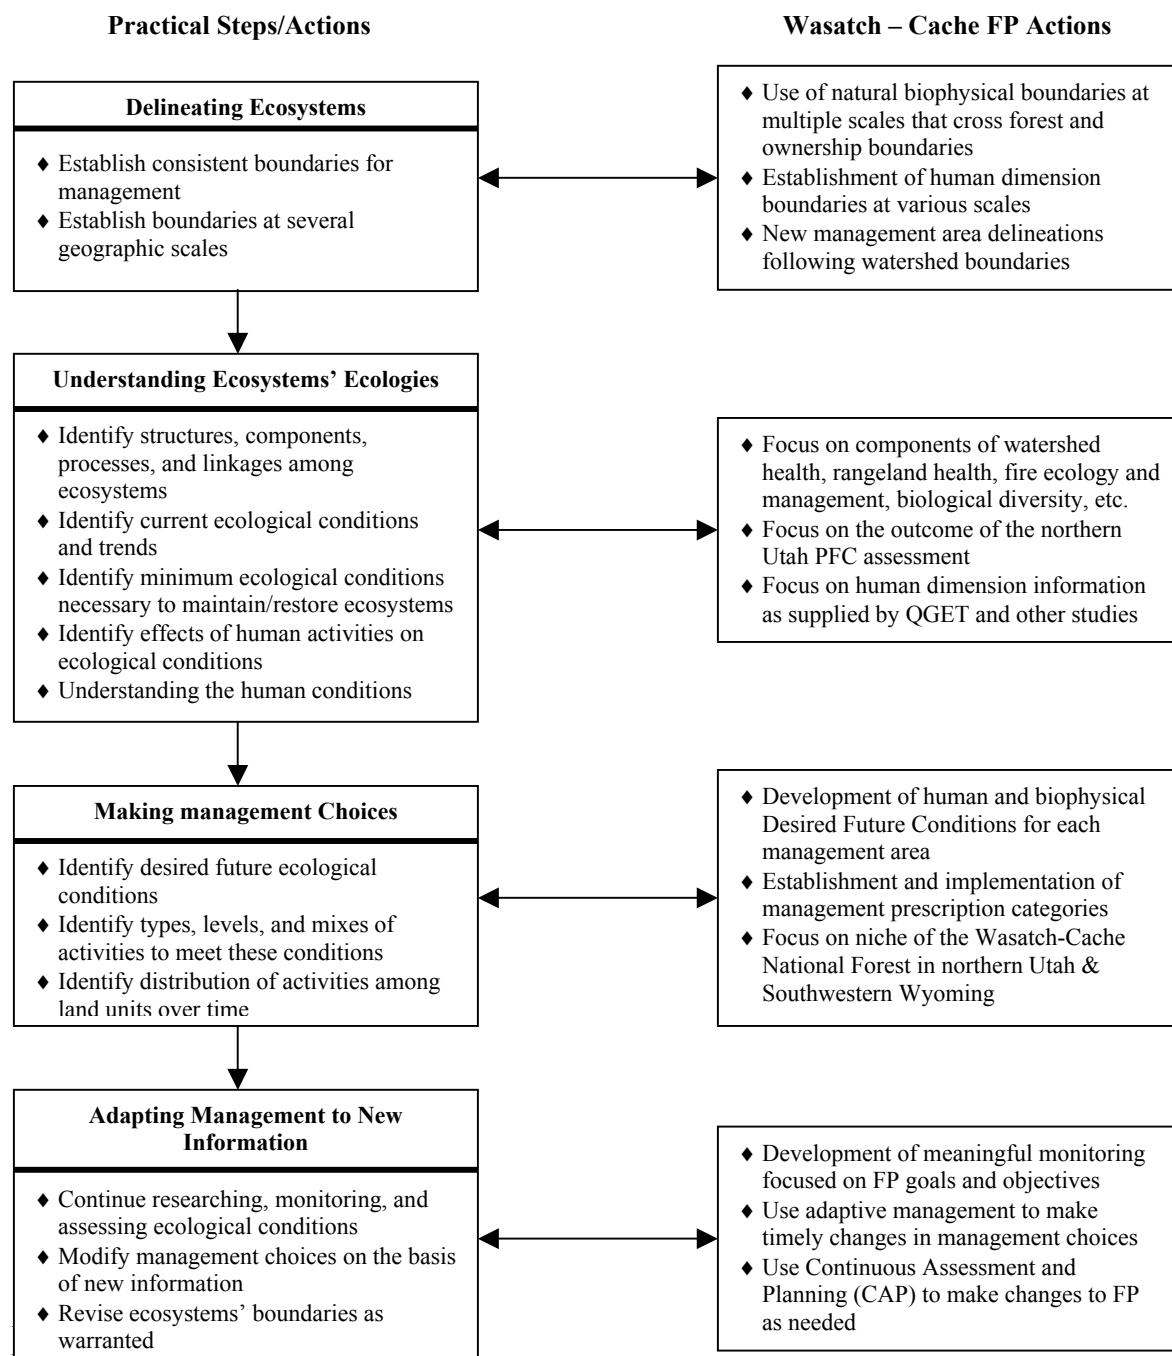 Practical Steps/Actions
Wasatch – Cache FP Actions
Delineating Ecosystems
♦ Establish consistent boundaries for
management
♦ Establish boundaries at several
geographic scales
♦ Use of natural biophysical boundaries at
multiple scales that cross forest and
ownership boundaries
♦ Establishment of human dimension
boundaries at various scales
♦ New management area delineations
following watershed boundaries
Understanding Ecosystems’ Ecologies
♦ Identify structures, components,
processes, and linkages among
ecosystems
♦ Identify current ecological conditions
and trends
♦ Identify minimum ecological conditions
necessary to maintain/restore ecosystems
♦ Identify effects of human activities on
ecological conditions
♦ Understanding the human conditions
♦ Focus on components of watershed
health, rangeland health, fire ecology and
management, biological diversity, etc.
♦ Focus on the outcome of the northern
Utah PFC assessment
♦ Focus on human dimension information
as supplied by QGET and other studies
Making management Choices
♦ Identify desired future ecological
conditions
♦ Identify types, levels, and mixes of
activities to meet these conditions
♦ Identify distribution of activities among
land units over time
♦ Development of human and biophysical
Desired Future Conditions for each
management area
♦ Establishment and implementation of
management prescription categories
♦ Focus on niche of the Wasatch-Cache
National Forest in northern Utah &
Southwestern Wyoming
Adapting Management to New
Information
♦ Continue researching, monitoring, and
assessing ecological conditions
♦ Modify management choices on the basis
of new information
♦ Revise ecosystems’ boundaries as
warranted
♦ Development of meaningful monitoring
focused on FP goals and objectives
♦ Use adaptive management to make
timely changes in management choices
♦ Use Continuous Assessment and
Planning (CAP) to make changes to FP
as needed